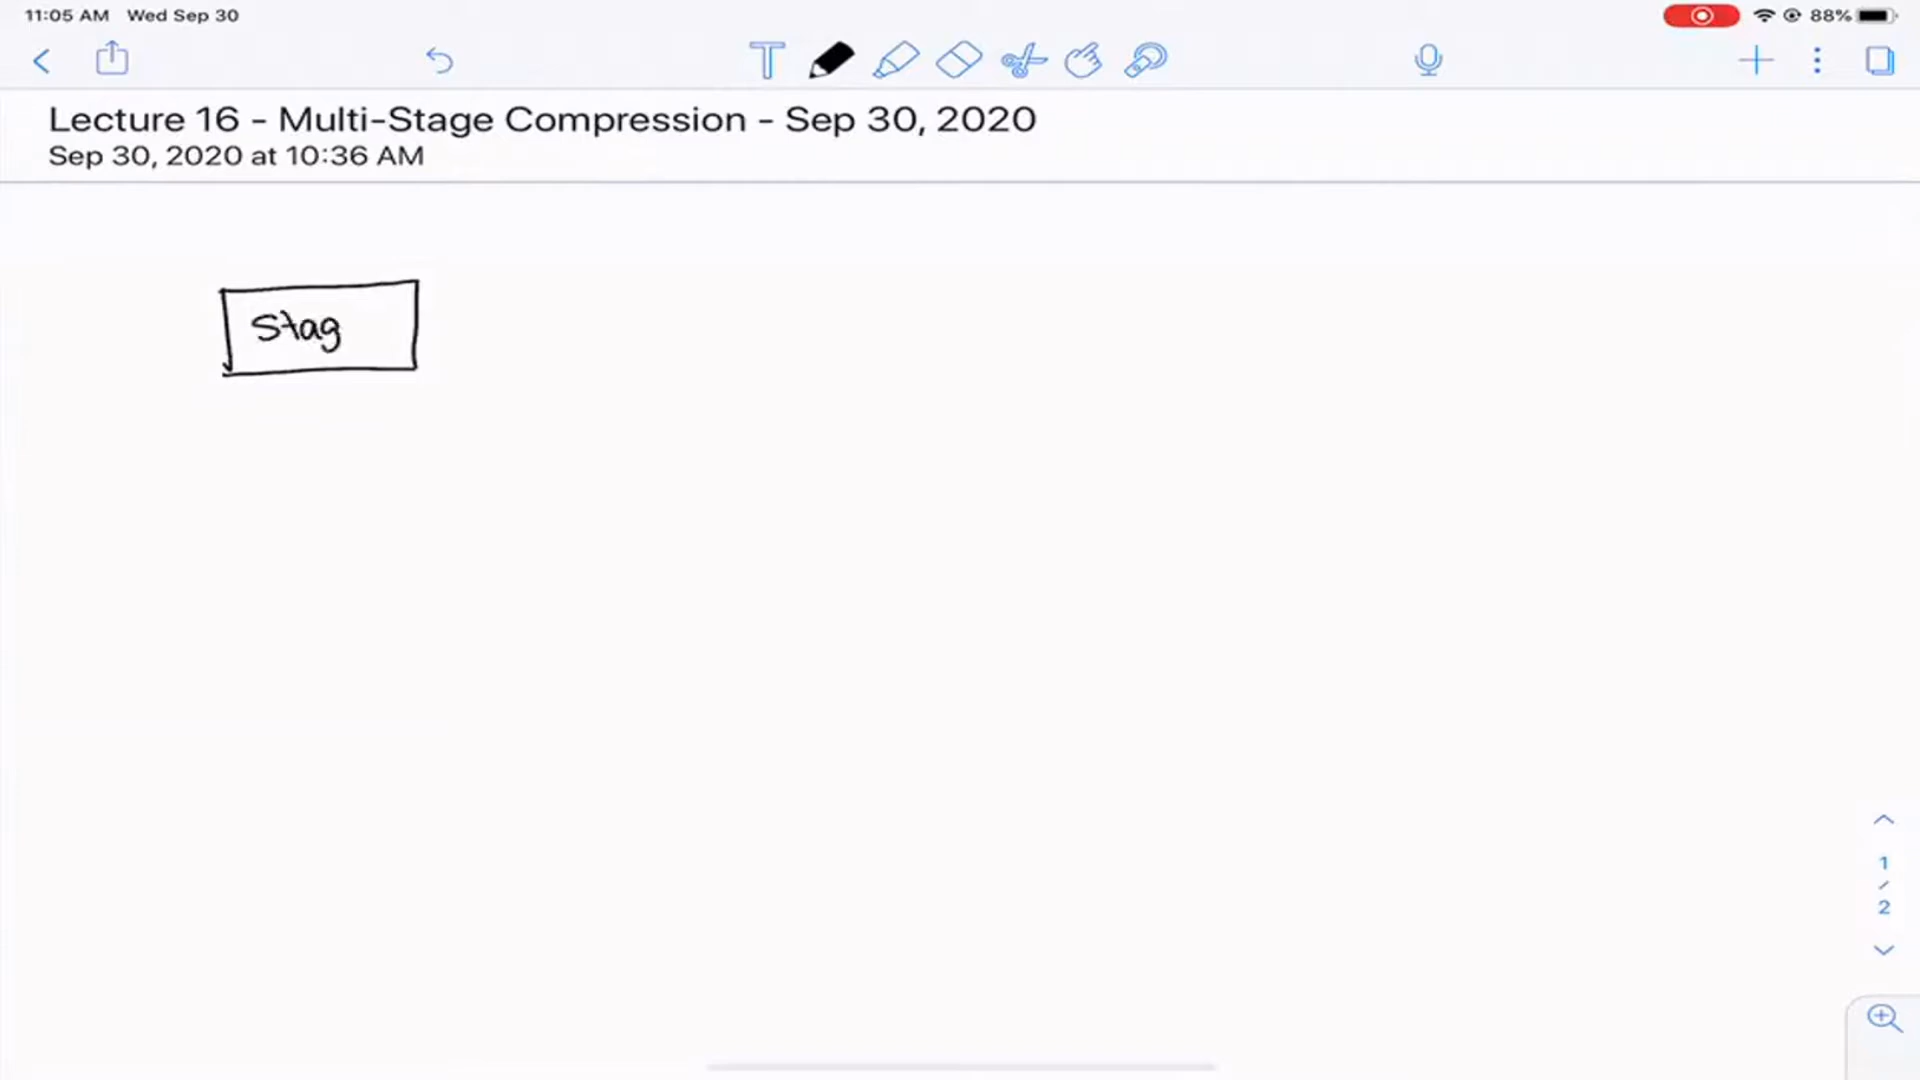 11:05 AM Wed Sep 30
88%
Lecture 16 - Multi-Stage Compression - Sep 30, 2020
Sep 30, 2020 at 10:36 AM
Stag
1
/
2